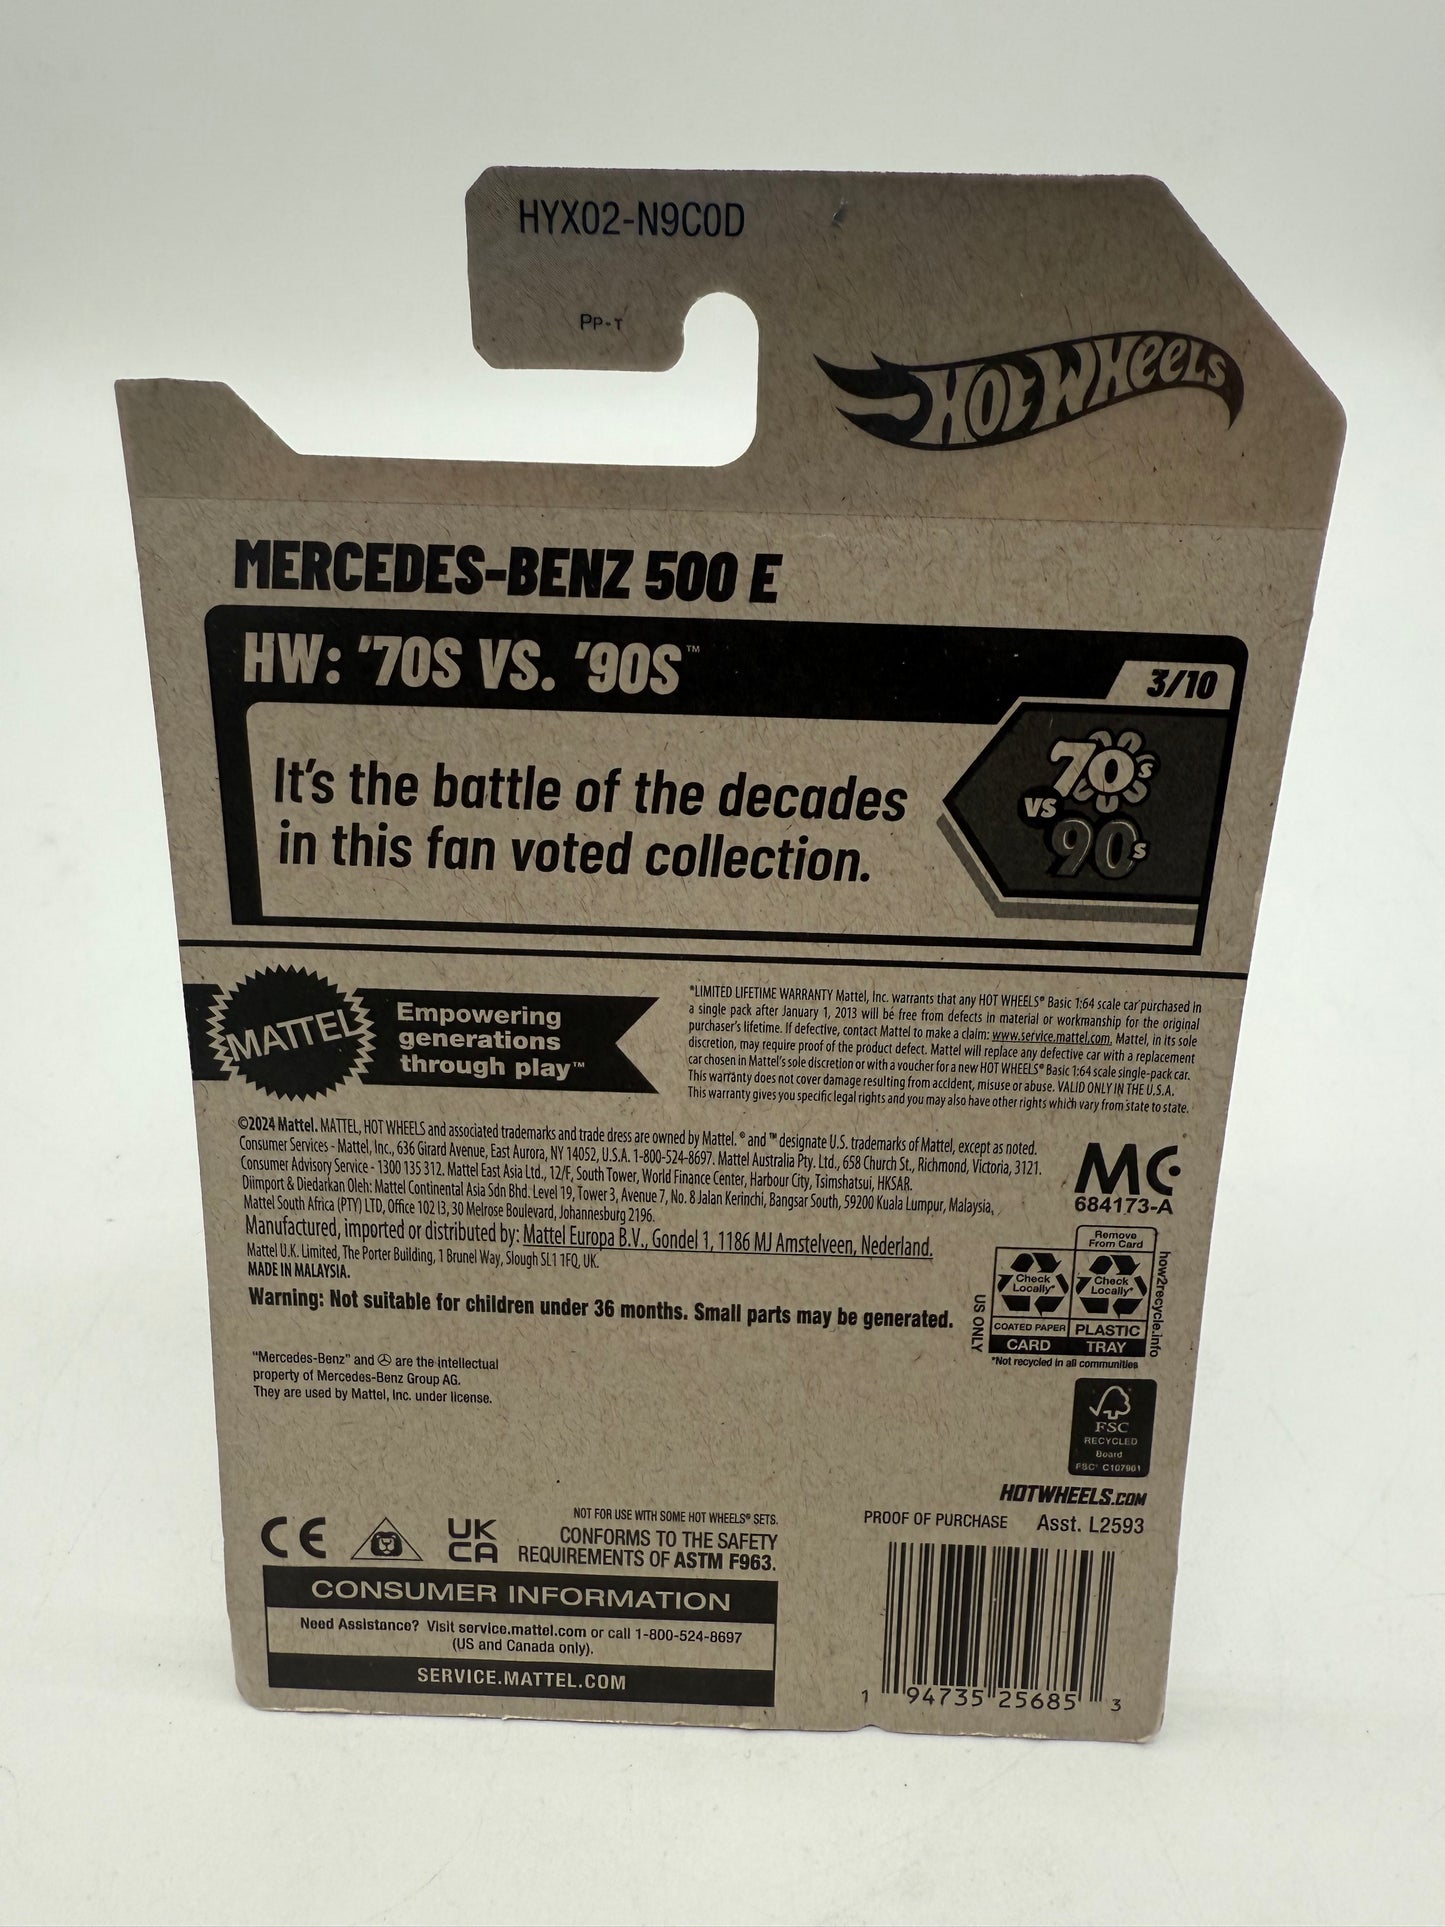 HYX02-N9C0D
PP-T
HOT WHEELS
MERCEDES-BENZ 500 E
HW: '70S VS. '90S™
3/10
It's the battle of the decades
in this fan voted collection.
70's
VS
90s
MATTEL
Empowering
generations
through play™
*LIMITED LIFETIME WARRANTY Mattel, Inc. warrants that any HOT WHEELS® Basic 1:64 scale car purchased in
a single pack after January 1, 2013 will be free from defects in material or workmanship for the original
purchaser's lifetime. If defective, contact Mattel to make a claim: www.service.mattel.com. Mattel, in its sole
discretion, may require proof of the product defect. Mattel will replace any defective car with a replacement
car chosen in Mattel's sole discretion or with a voucher for a new HOT WHEELS® Basic 1:64 scale single-pack car.
This warranty does not cover damage resulting from accident, misuse or abuse. VALID ONLY IN THE U.S.A.
This warranty gives you specific legal rights and you may also have other rights which vary from state to state.
©2024 Mattel. MATTEL, HOT WHEELS and associated trademarks and trade dress are owned by Mattel. ® and ™ designate U.S. trademarks of Mattel, except as noted.
Consumer Services - Mattel, Inc., 636 Girard Avenue, East Aurora, NY 14052, U.S.A. 1-800-524-8697. Mattel Australia Pty. Ltd., 658 Church St., Richmond, Victoria, 3121.
Consumer Advisory Service - 1300 135 312. Mattel East Asia Ltd., 12/F, South Tower, World Finance Center, Harbour City, Tsimshatsui, HKSAR.
Diimport & Diedarkan Oleh: Mattel Continental Asia Sdn Bhd. Level 19, Tower 3, Avenue 7, No. 8 Jalan Kerinchi, Bangsar South, 59200 Kuala Lumpur, Malaysia,
Mattel South Africa (PTY) LTD, Office 102 I3, 30 Melrose Boulevard, Johannesburg 2196.
Manufactured, imported or distributed by: Mattel Europa B.V., Gondel 1, 1186 MJ Amstelveen, Nederland.
Mattel U.K. Limited, The Porter Building, 1 Brunel Way, Slough SL1 1FQ, UK.
MADE IN MALAYSIA.
Warning: Not suitable for children under 36 months. Small parts may be generated.
MC
684173-A
Remove
From Card
Check
Locally*
Check
Locally*
COATED PAPER
PLASTIC
CARD
TRAY
US ONLY
how2recycle.info
*Not recycled in all communities
"Mercedes-Benz" and are the intellectual
property of Mercedes-Benz Group AG.
They are used by Mattel, Inc. under license.
FSC
RECYCLED
Board
FSC® C107961
HOTWHEELS.COM
PROOF OF PURCHASE
Asst. L2593
CE
UK
CA
NOT FOR USE WITH SOME HOT WHEELS® SETS.
CONFORMS TO THE SAFETY
REQUIREMENTS OF ASTM F963.
CONSUMER INFORMATION
Need Assistance? Visit service.mattel.com or call 1-800-524-8697
(US and Canada only).
SERVICE.MATTEL.COM
1 94735 25685 3